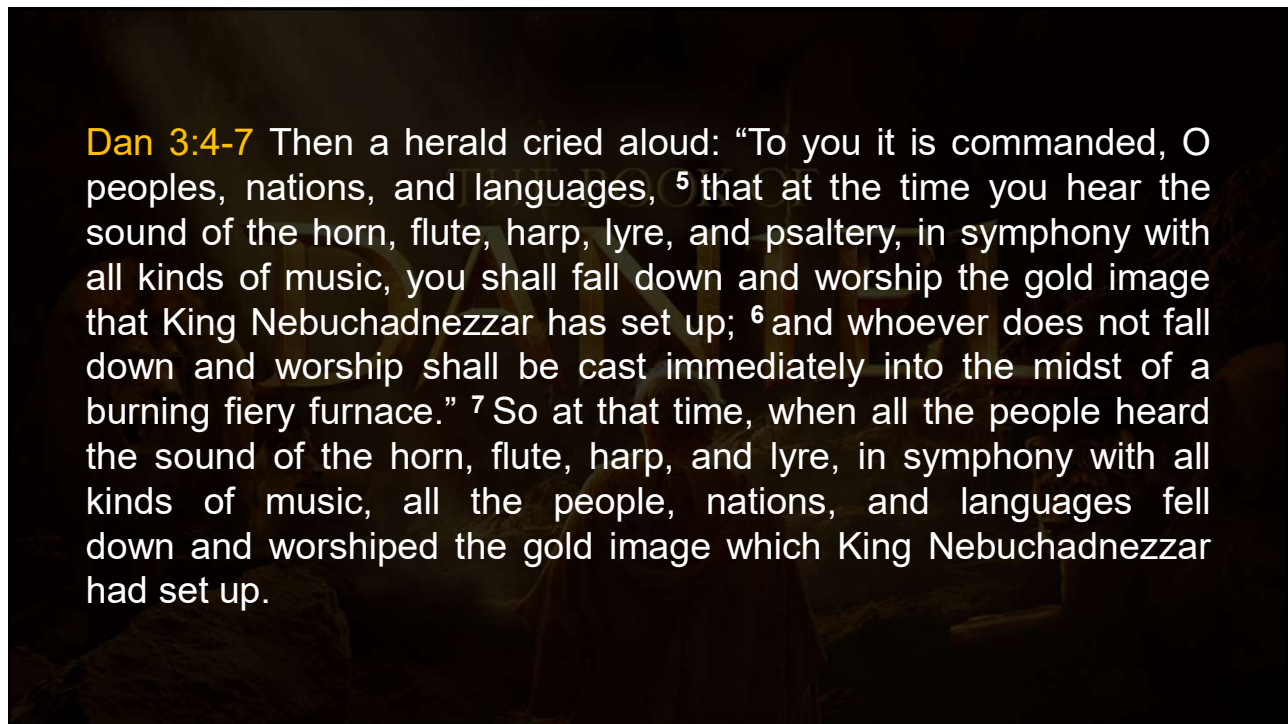 Dan 3:4-7 Then a herald cried aloud: “To you it is commanded, O
peoples, nations, and languages, ⁵ that at the time you hear the
sound of the horn, flute, harp, lyre, and psaltery, in symphony with
all kinds of music, you shall fall down and worship the gold image
that King Nebuchadnezzar has set up; ⁶ and whoever does not fall
down and worship shall be cast immediately into the midst of a
burning fiery furnace.” ⁷ So at that time, when all the people heard
the sound of the horn, flute, harp, and lyre, in symphony with all
kinds of music, all the people, nations, and languages fell
down and worshiped the gold image which King Nebuchadnezzar
had set up.
THE BOOK OF
DANIEL